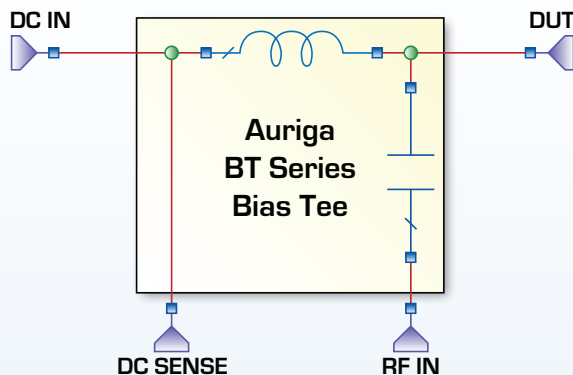 DC IN
DUT
Auriga
BT Series
Bias Tee
DC SENSE
RF IN